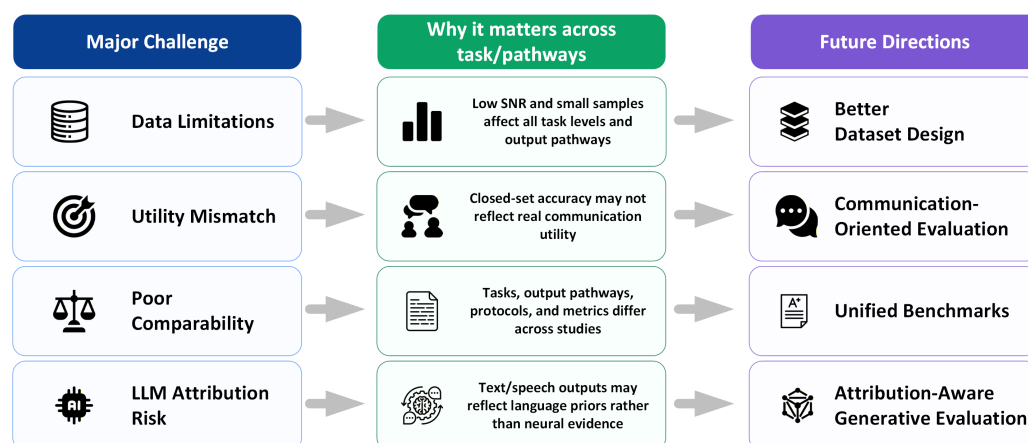 Major Challenge
Why it matters across
task/pathways
Future Directions
Data Limitations
Low SNR and small samples
affect all task levels and
output pathways
Better
Dataset Design
Utility Mismatch
Closed-set accuracy may not
reflect real communication
utility
Communication-
Oriented Evaluation
Poor
Comparability
Tasks, output pathways,
protocols, and metrics differ
across studies
A+
Unified Benchmarks
AI
LLM Attribution
Risk
Text/speech outputs may
reflect language priors rather
than neural evidence
Attribution-Aware
Generative Evaluation